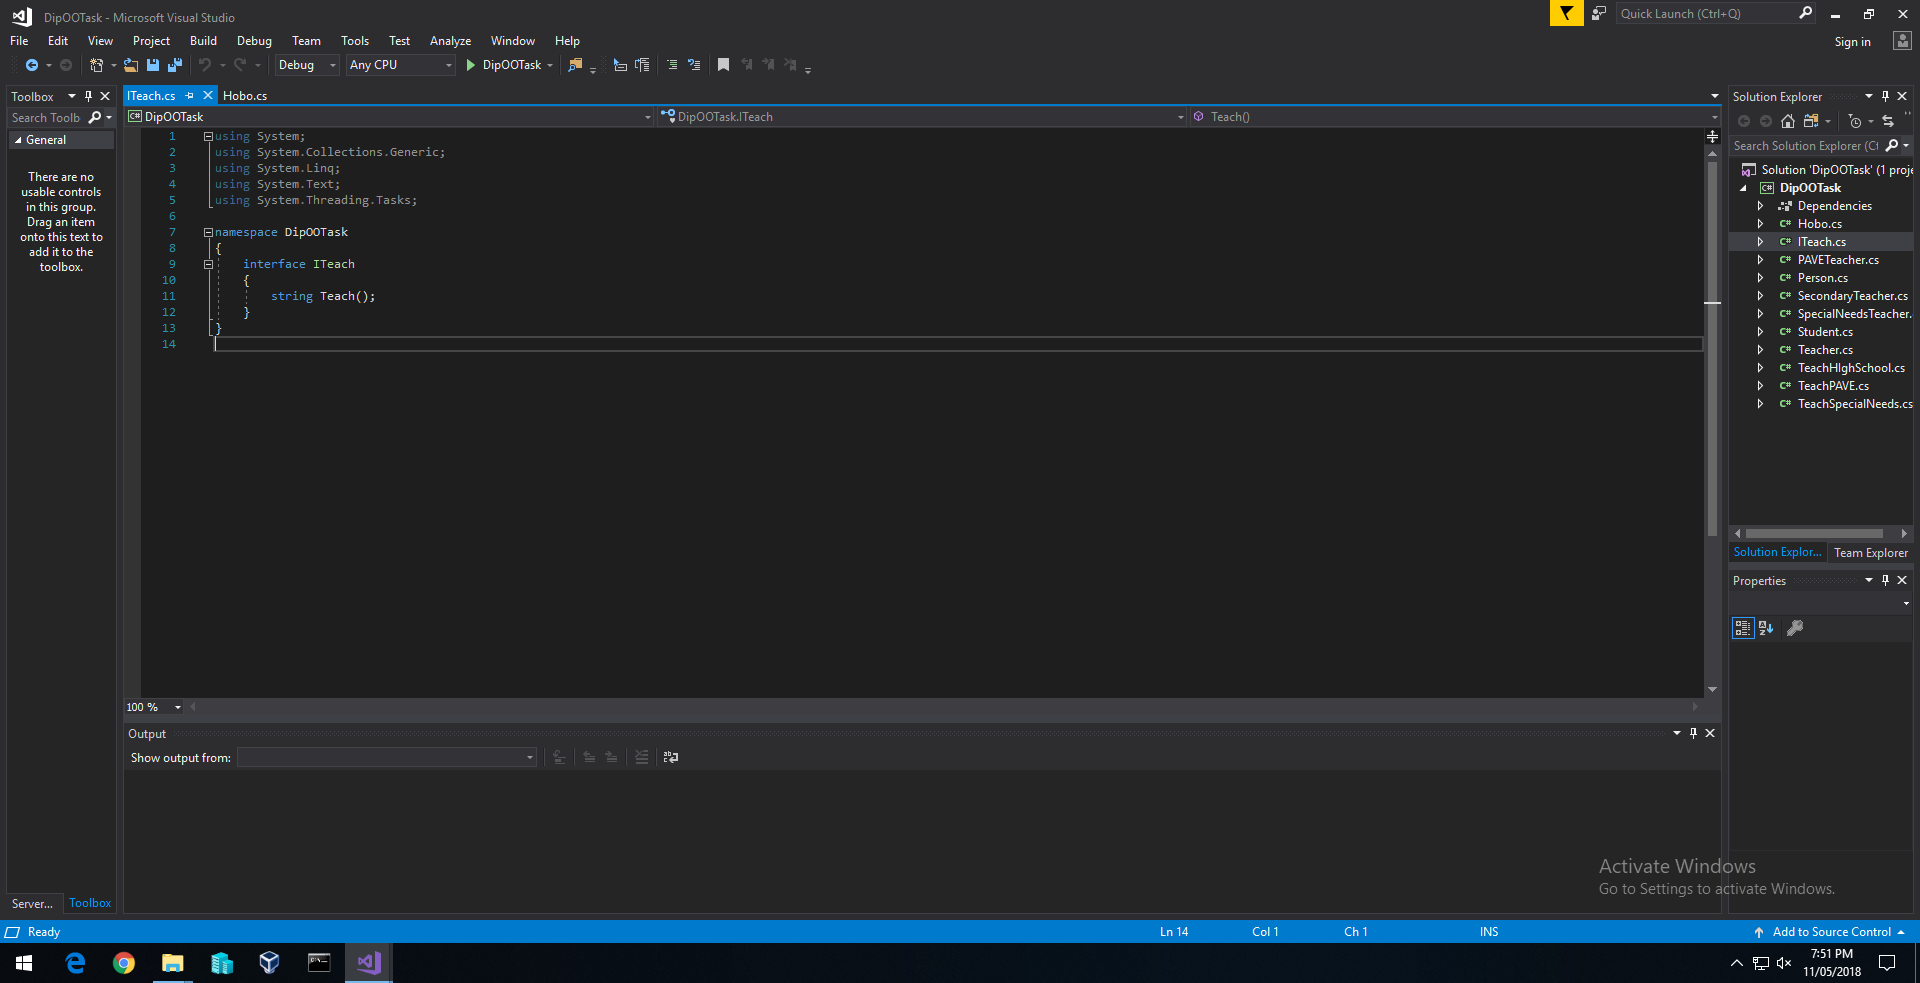 DipOOTask - Microsoft Visual Studio
Quick Launch (Ctrl+Q)
File Edit View Project Build Debug Team Tools Test Analyze Window Help
Sign in
Debug Any CPU DipOOTask
Toolbox
Search Toolb
General
There are no
usable controls
in this group.
Drag an item
onto this text to
add it to the
toolbox.
Server...
Toolbox
ITeach.cs Hobo.cs
DipOOTask DipOOTask.ITeach Teach()
1 using System;
2 using System.Collections.Generic;
3 using System.Linq;
4 using System.Text;
5 using System.Threading.Tasks;
6
7 namespace DipOOTask
8 {
9 interface ITeach
10 {
11 string Teach();
12 }
13 }
14
100 %
Output
Show output from:
Solution Explorer
Search Solution Explorer (Ct
Solution 'DipOOTask' (1 proje
DipOOTask
Dependencies
Hobo.cs
ITeach.cs
PAVETeacher.cs
Person.cs
SecondaryTeacher.cs
SpecialNeedsTeacher.
Student.cs
Teacher.cs
TeachHIghSchool.cs
TeachPAVE.cs
TeachSpecialNeeds.cs
Solution Explor... Team Explorer
Properties
Activate Windows
Go to Settings to activate Windows.
Ready Ln 14 Col 1 Ch 1 INS Add to Source Control
7:51 PM
11/05/2018